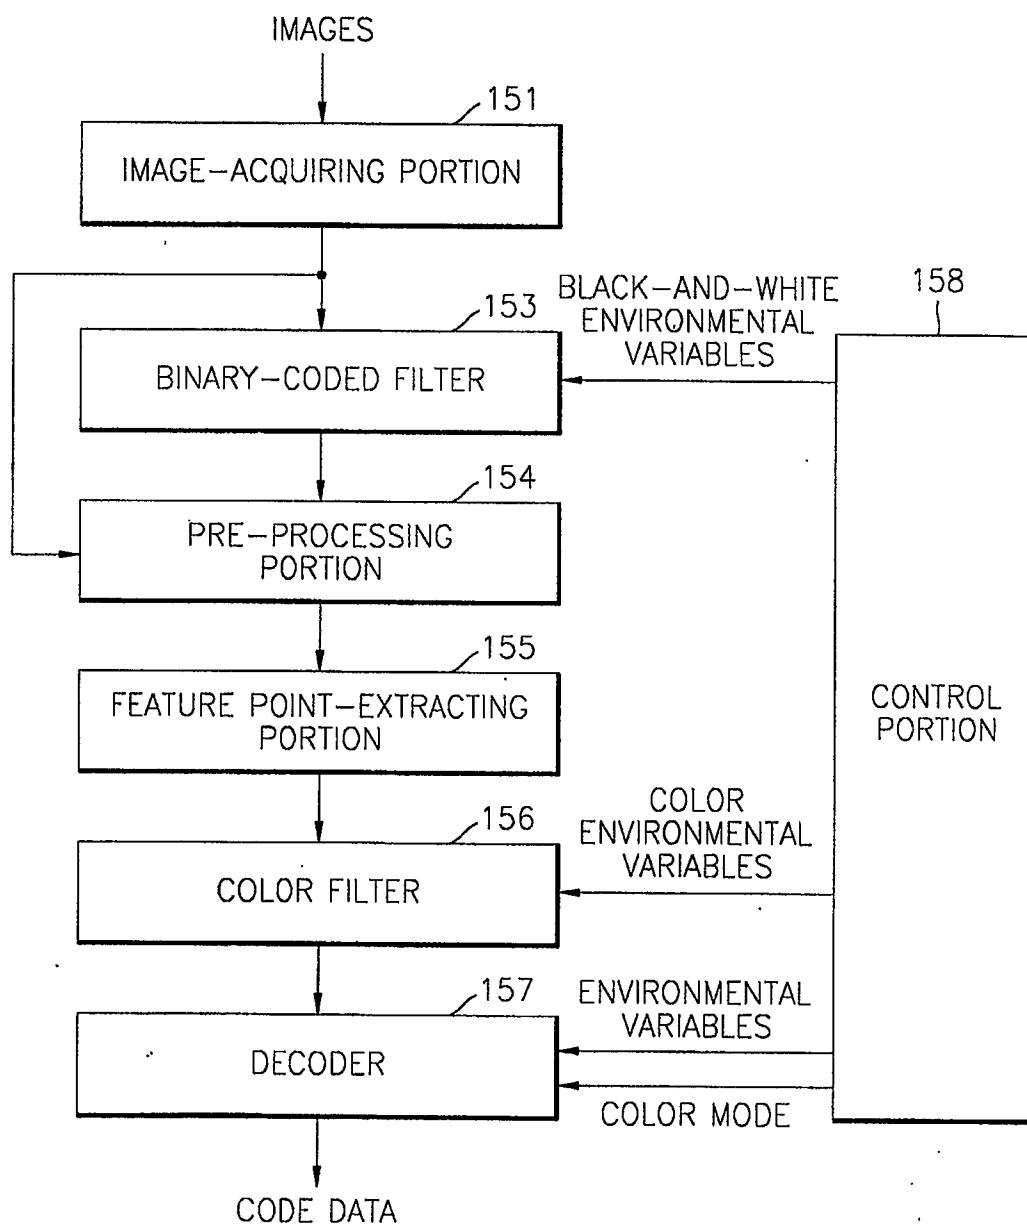 IMAGES
151
IMAGE-ACQUIRING PORTION
153
BINARY-CODED FILTER
BLACK-AND-WHITE
ENVIRONMENTAL
VARIABLES
158
154
PRE-PROCESSING
PORTION
155
FEATURE POINT-EXTRACTING
PORTION
CONTROL
PORTION
156
COLOR FILTER
COLOR
ENVIRONMENTAL
VARIABLES
157
DECODER
ENVIRONMENTAL
VARIABLES
COLOR MODE
CODE DATA